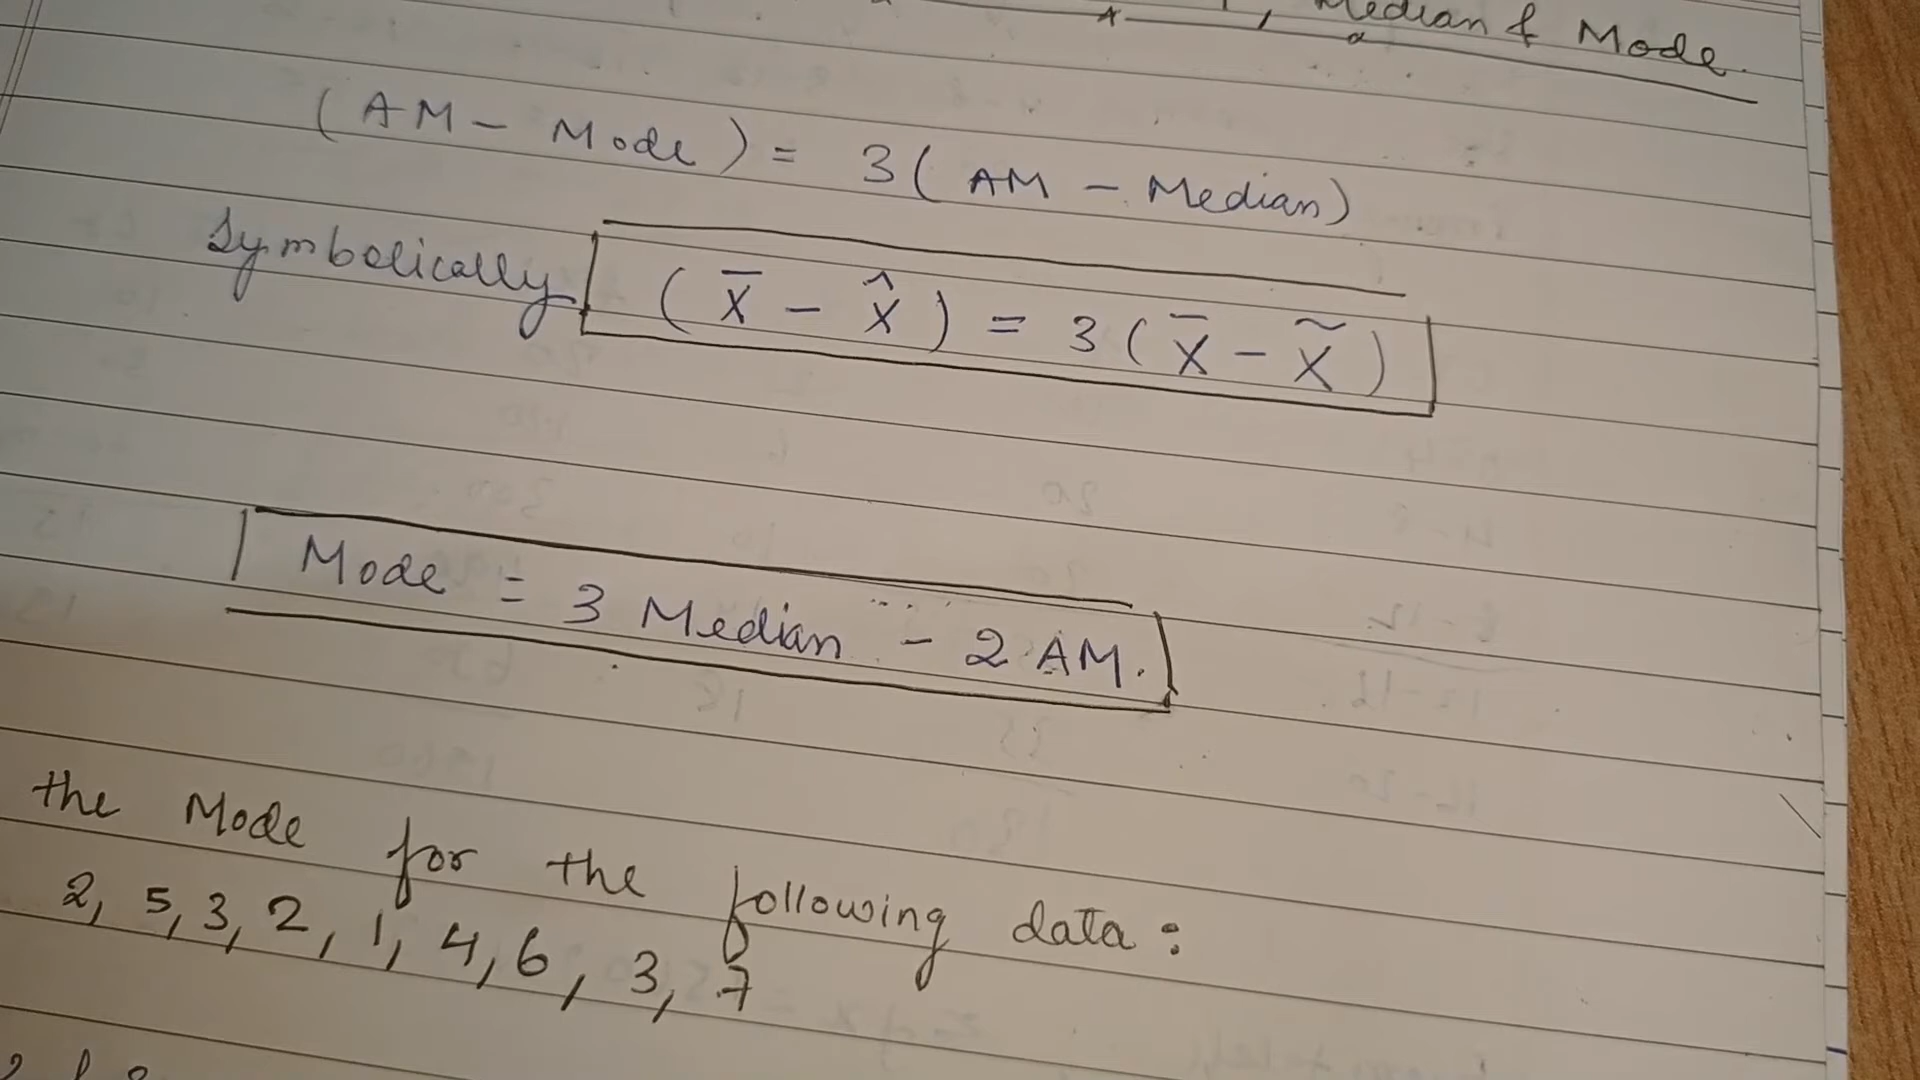 , Median & Mode.
(AM - Mode) = 3(AM - Median)
Symbolically (x̄ - x̂) = 3(x̄ - x̃)
Mode = 3 Median - 2 AM.
the Mode for the following data:
2, 5, 3, 2, 1, 4, 6, 3, 7